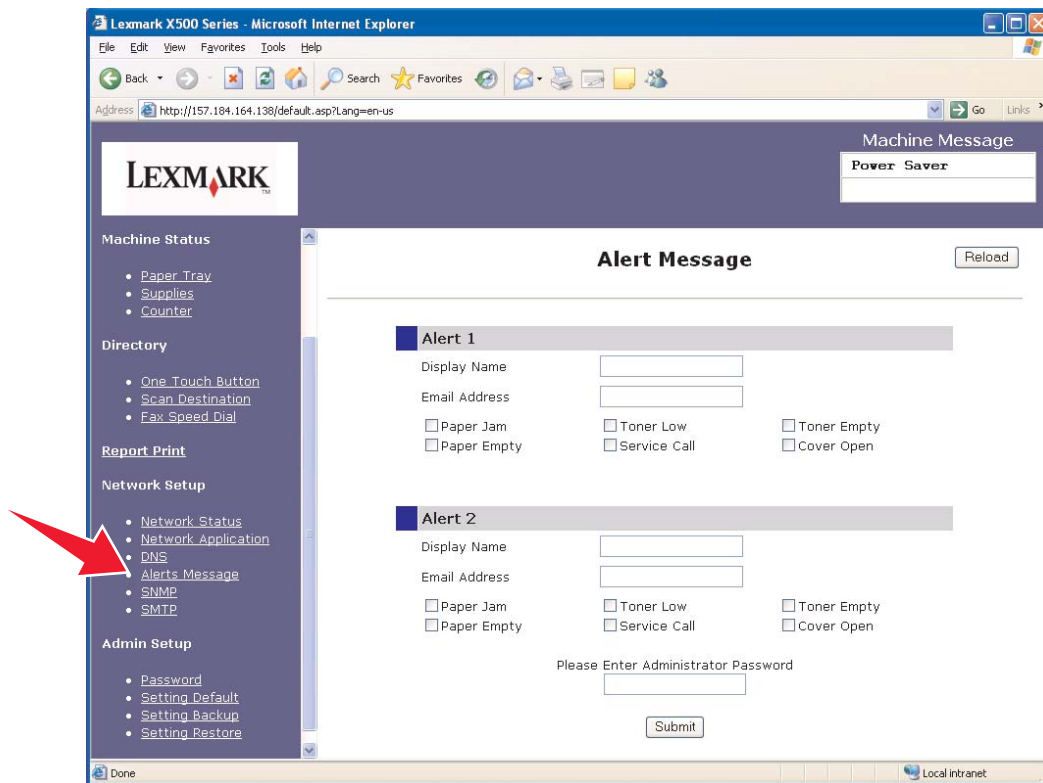 Lexmark X500 Series - Microsoft Internet Explorer
File Edit View Favorites Tools Help
Back Search Favorites
Address http://157.184.164.138/default.asp?Lang=en-us Go Links
LEXMARK
TM
Machine Message
Power Saver
Machine Status
Paper Tray
Supplies
Counter
Directory
One Touch Button
Scan Destination
Fax Speed Dial
Report Print
Network Setup
Network Status
Network Application
DNS
Alerts Message
SNMP
SMTP
Admin Setup
Password
Setting Default
Setting Backup
Setting Restore
Alert Message
Reload
Alert 1
Display Name
Email Address
Paper Jam Toner Low Toner Empty
Paper Empty Service Call Cover Open
Alert 2
Display Name
Email Address
Paper Jam Toner Low Toner Empty
Paper Empty Service Call Cover Open
Please Enter Administrator Password
Submit
Done Local intranet